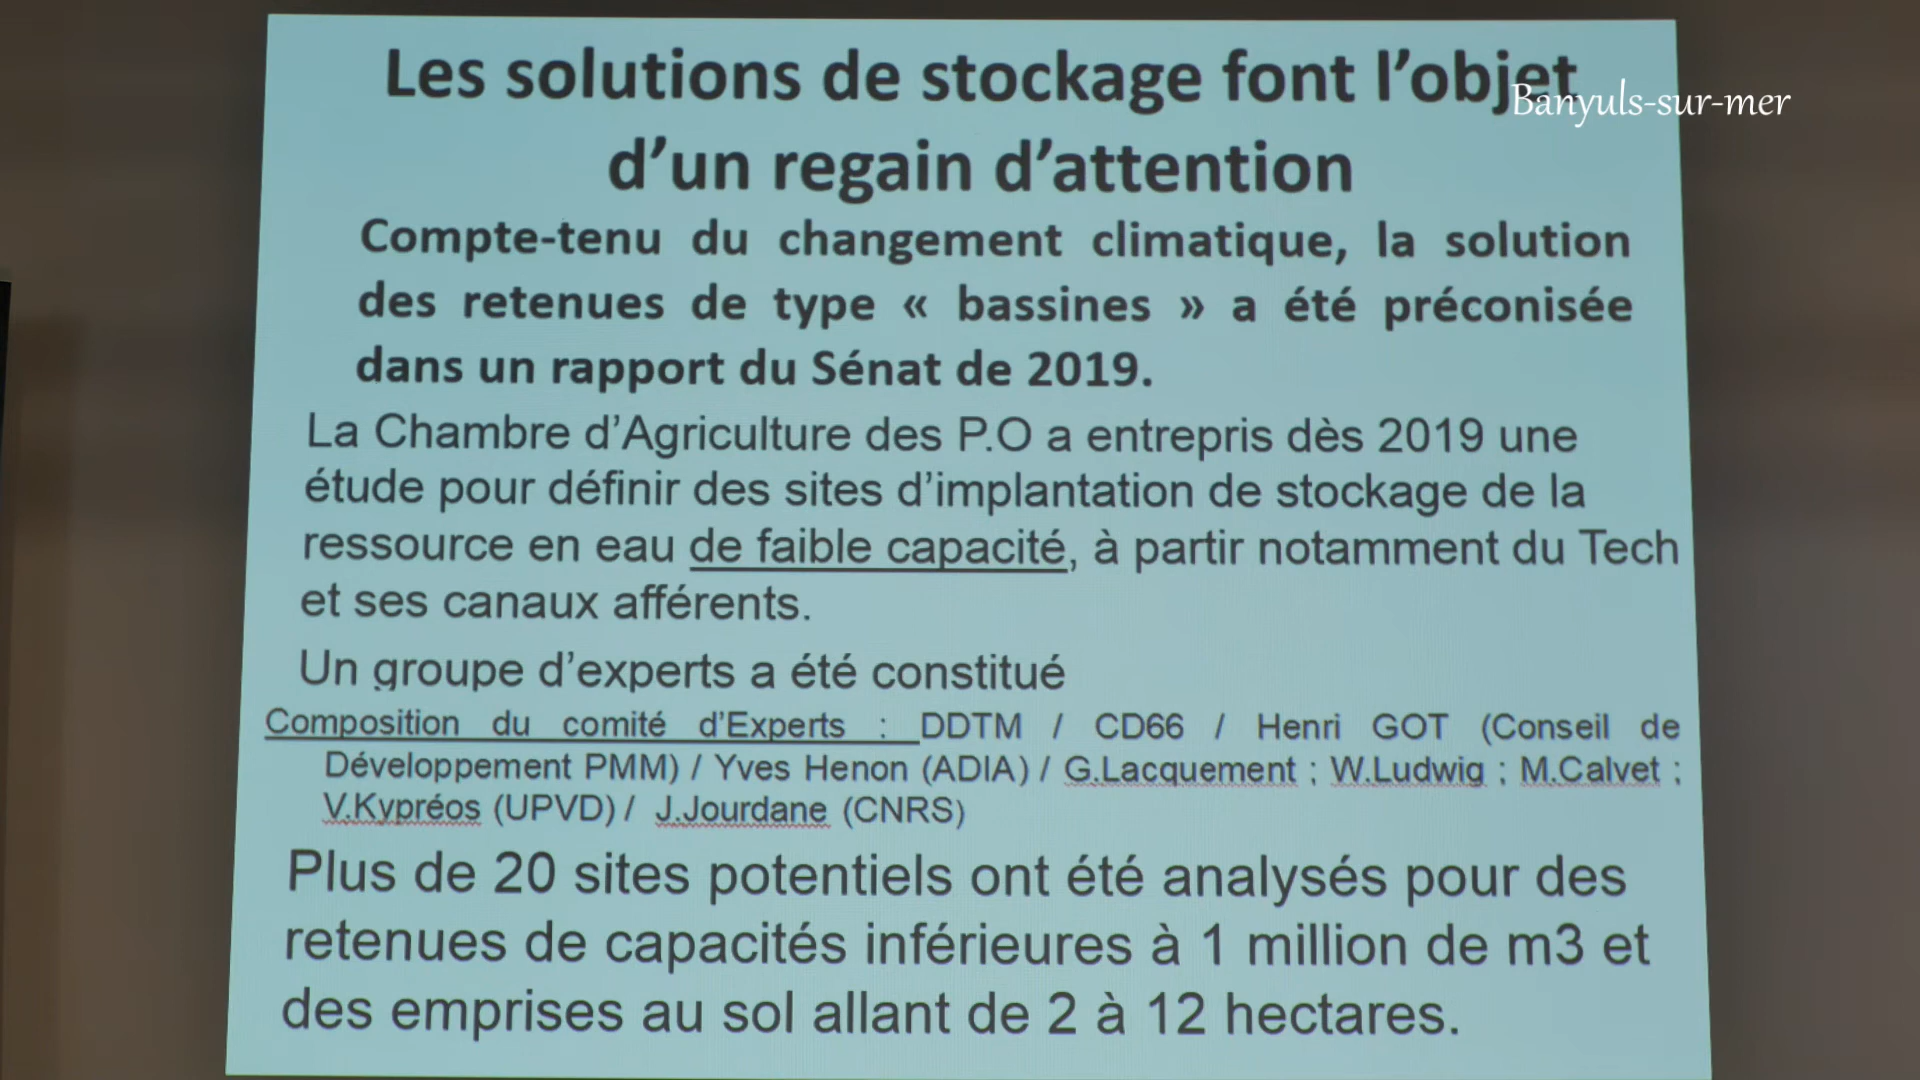 Les solutions de stockage font l’objet
Banyuls-sur-mer
d’un regain d’attention
Compte-tenu du changement climatique, la solution
des retenues de type « bassines » a été préconisée
dans un rapport du Sénat de 2019.
La Chambre d’Agriculture des P.O a entrepris dès 2019 une
étude pour définir des sites d’implantation de stockage de la
ressource en eau de faible capacité, à partir notamment du Tech
et ses canaux afférents.
Un groupe d’experts a été constitué
Composition du comité d’Experts : DDTM / CD66 / Henri GOT (Conseil de
Développement PMM) / Yves Henon (ADIA) / G.Lacquement ; W.Ludwig ; M.Calvet ;
V.Kypréos (UPVD) / J.Jourdane (CNRS)
Plus de 20 sites potentiels ont été analysés pour des
retenues de capacités inférieures à 1 million de m3 et
des emprises au sol allant de 2 à 12 hectares.